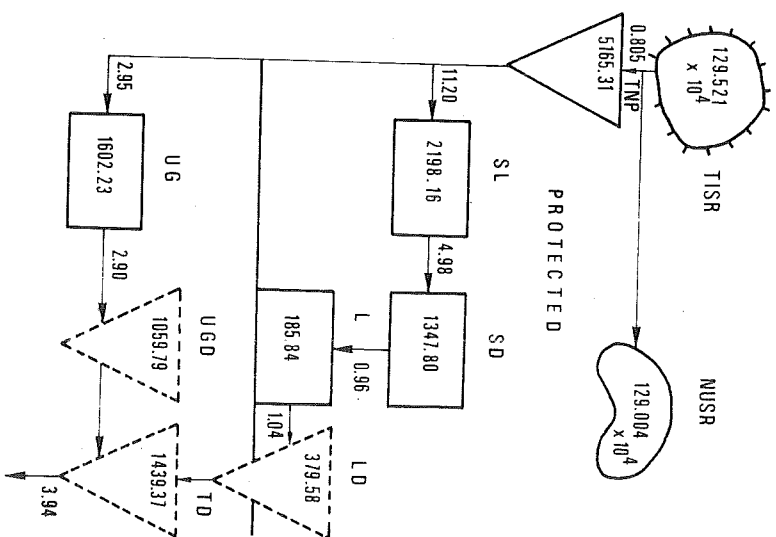 129.521
× 10⁴
TISR
0.805
TNP
5165.31
NUSR
129.004
× 10⁴
PROTECTED
11.20
SL
2198.16
4.98
SD
1347.80
0.96
L
185.84
1.04
LD
379.58
2.95
UG
1602.23
2.90
UGD
1059.79
TD
1439.37
3.94